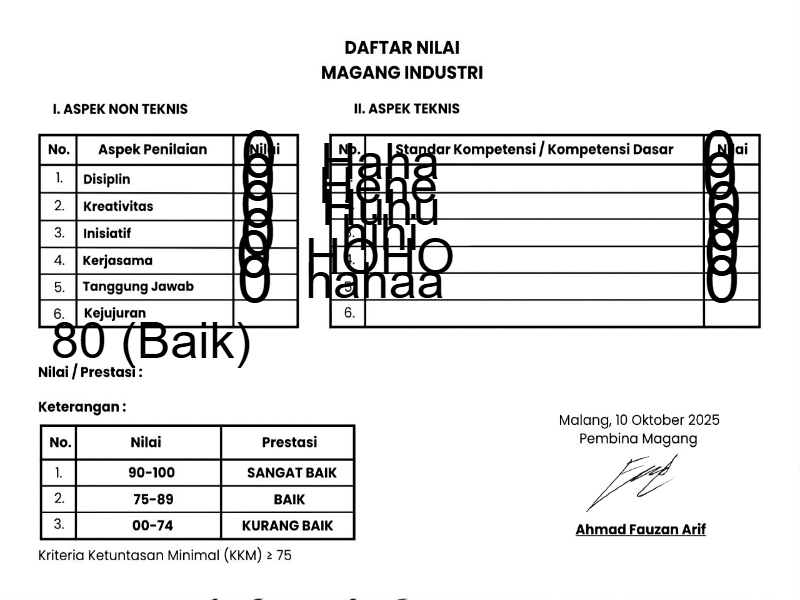 DAFTAR NILAI
MAGANG INDUSTRI
I. ASPEK NON TEKNIS
II. ASPEK TEKNIS
No. Aspek Penilaian Nilai
0
1. Disiplin 0
2. Kreativitas 0
3. Inisiatif 0
4. Kerjasama 0
5. Tanggung Jawab 0
6. Kejujuran
No. Standar Kompetensi / Kompetensi Dasar Nilai
Haha 0
Hehe 0
Huhu 0
3. hihi 0
4. HOHO 0
5. hahaa 0
6.
80 (Baik)
Nilai / Prestasi :
Keterangan :
No. Nilai Prestasi
1. 90-100 SANGAT BAIK
2. 75-89 BAIK
3. 00-74 KURANG BAIK
Kriteria Ketuntasan Minimal (KKM) ≥ 75
Malang, 10 Oktober 2025
Pembina Magang
Ahmad Fauzan Arif